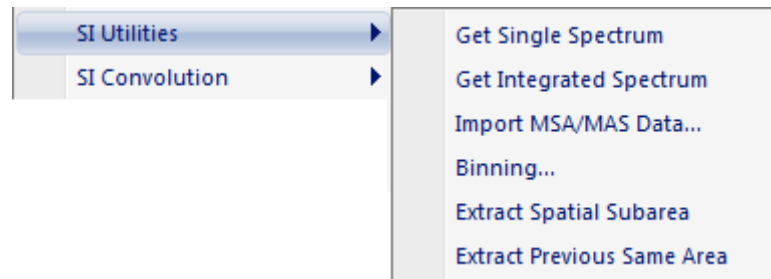 SI Utilities
SI Convolution
Get Single Spectrum
Get Integrated Spectrum
Import MSA/MAS Data...
Binning...
Extract Spatial Subarea
Extract Previous Same Area